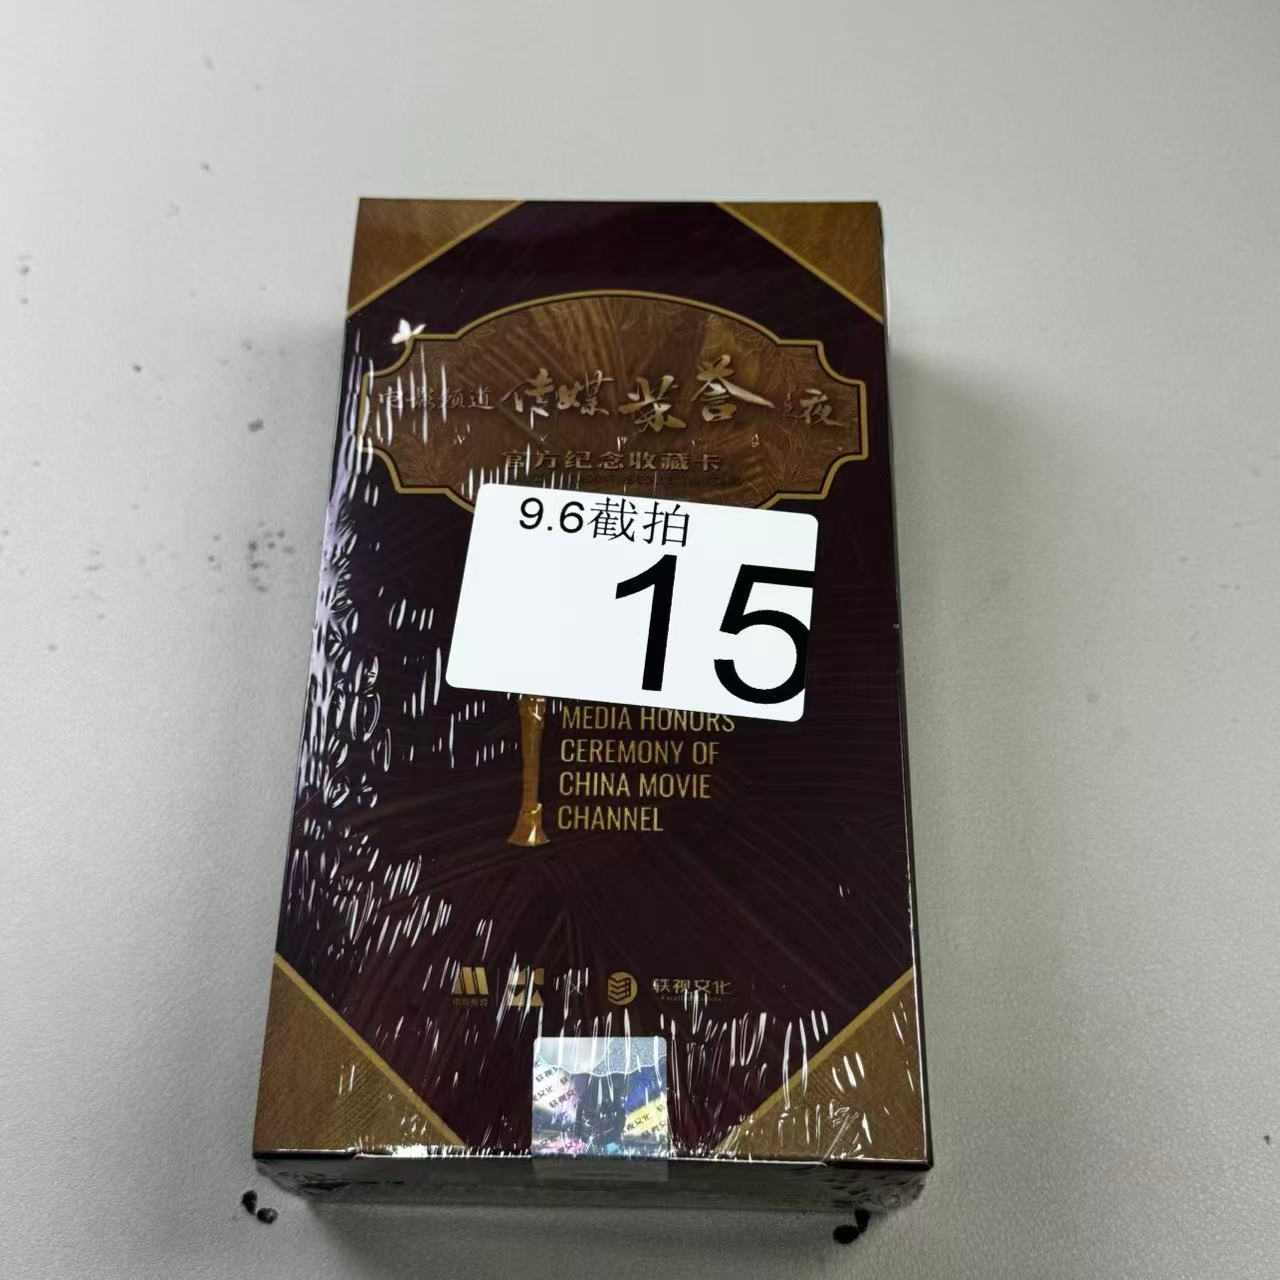 电影频道传媒荣誉之夜
官方纪念收藏卡
9.6截拍
15
MEDIA HONORS
CEREMONY OF
CHINA MOVIE
CHANNEL
轶视文化